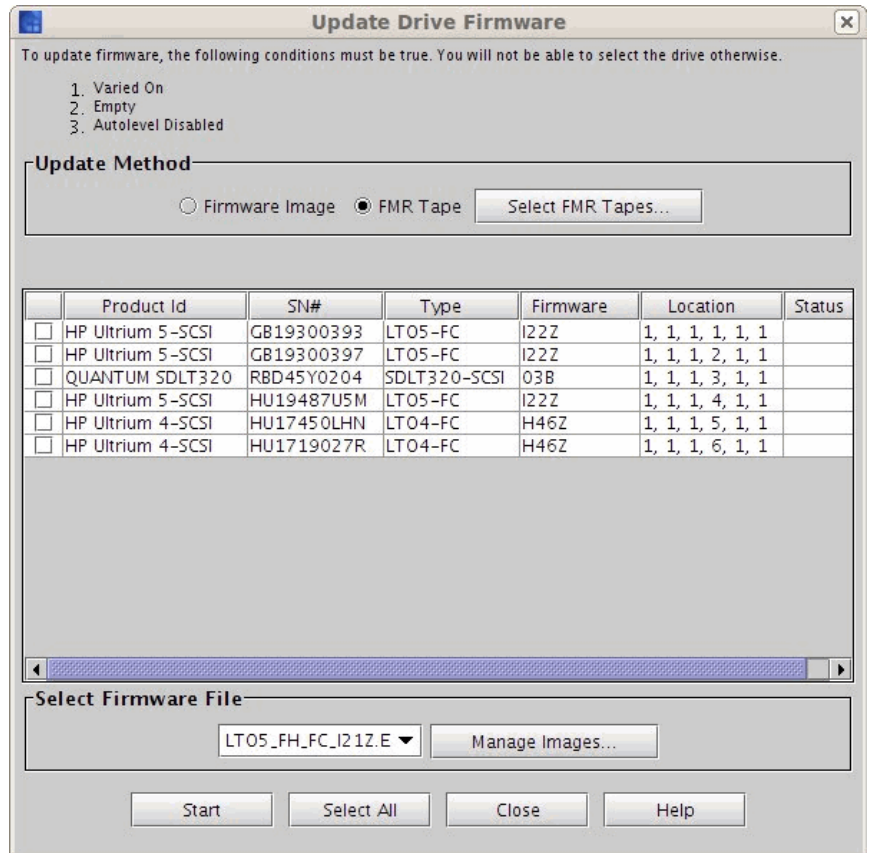 Update Drive Firmware
To update firmware, the following conditions must be true. You will not be able to select the drive otherwise.
1. Varied On
2. Empty
3. Autolevel Disabled
Update Method
Firmware Image FMR Tape Select FMR Tapes...
Product Id SN# Type Firmware Location Status
HP Ultrium 5-SCSI GB19300393 LTO5-FC I22Z 1, 1, 1, 1, 1, 1
HP Ultrium 5-SCSI GB19300397 LTO5-FC I22Z 1, 1, 1, 2, 1, 1
QUANTUM SDLT320 RBD45Y0204 SDLT320-SCSI 03B 1, 1, 1, 3, 1, 1
HP Ultrium 5-SCSI HU19487U5M LTO5-FC I22Z 1, 1, 1, 4, 1, 1
HP Ultrium 4-SCSI HU17450LHN LTO4-FC H46Z 1, 1, 1, 5, 1, 1
HP Ultrium 4-SCSI HU1719027R LTO4-FC H46Z 1, 1, 1, 6, 1, 1
Select Firmware File
LTO5_FH_FC_I21Z.E Manage Images...
Start Select All Close Help